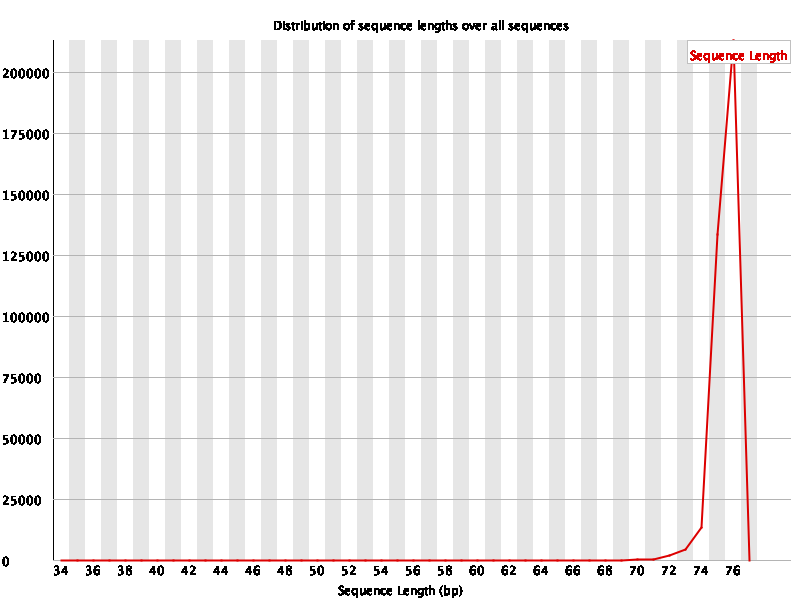 Distribution of sequence lengths over all sequences
Sequence Length
200000
175000
150000
125000
100000
75000
50000
25000
0
34 36 38 40 42 44 46 48 50 52 54 56 58 60 62 64 66 68 70 72 74 76
Sequence Length (bp)